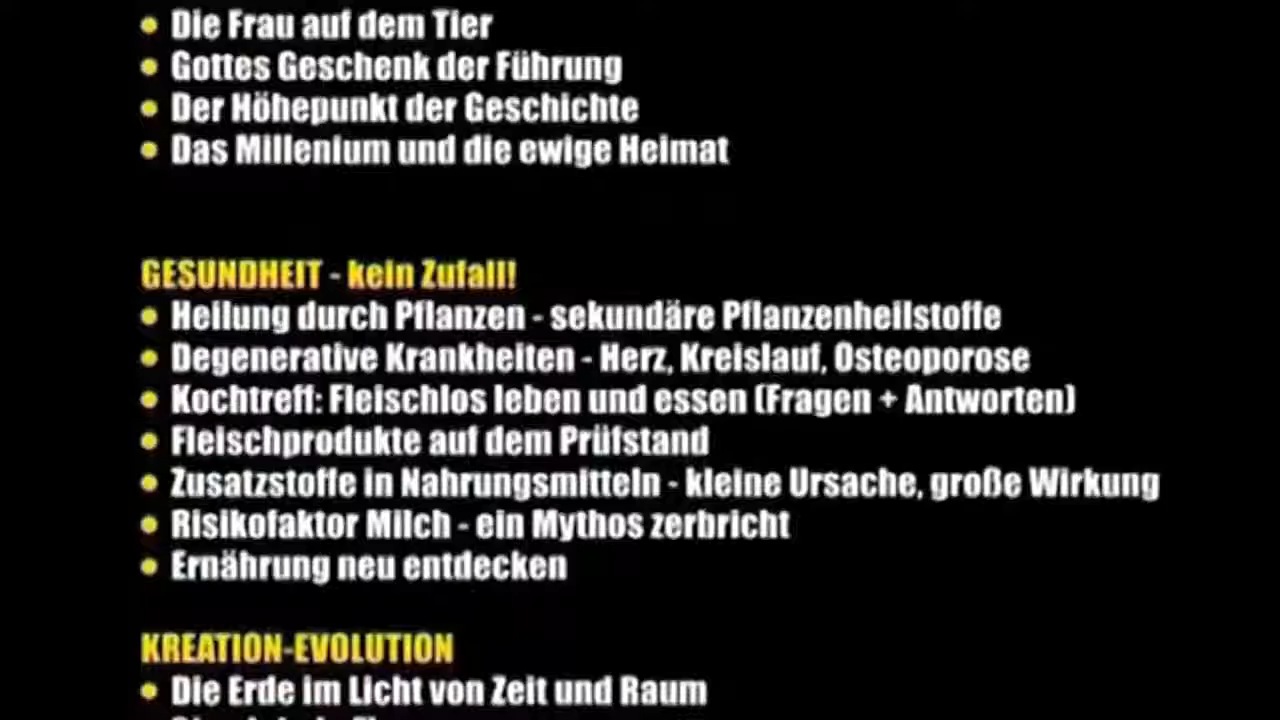 • Die Frau auf dem Tier
• Gottes Geschenk der Führung
• Der Höhepunkt der Geschichte
• Das Millenium und die ewige Heimat
GESUNDHEIT - kein Zufall!
• Heilung durch Pflanzen - sekundäre Pflanzenheilstoffe
• Degenerative Krankheiten - Herz, Kreislauf, Osteoporose
• Kochtreff: Fleischlos leben und essen (Fragen + Antworten)
• Fleischprodukte auf dem Prüfstand
• Zusatzstoffe in Nahrungsmitteln - kleine Ursache, große Wirkung
• Risikofaktor Milch - ein Mythos zerbricht
• Ernährung neu entdecken
KREATION-EVOLUTION
• Die Erde im Licht von Zeit und Raum